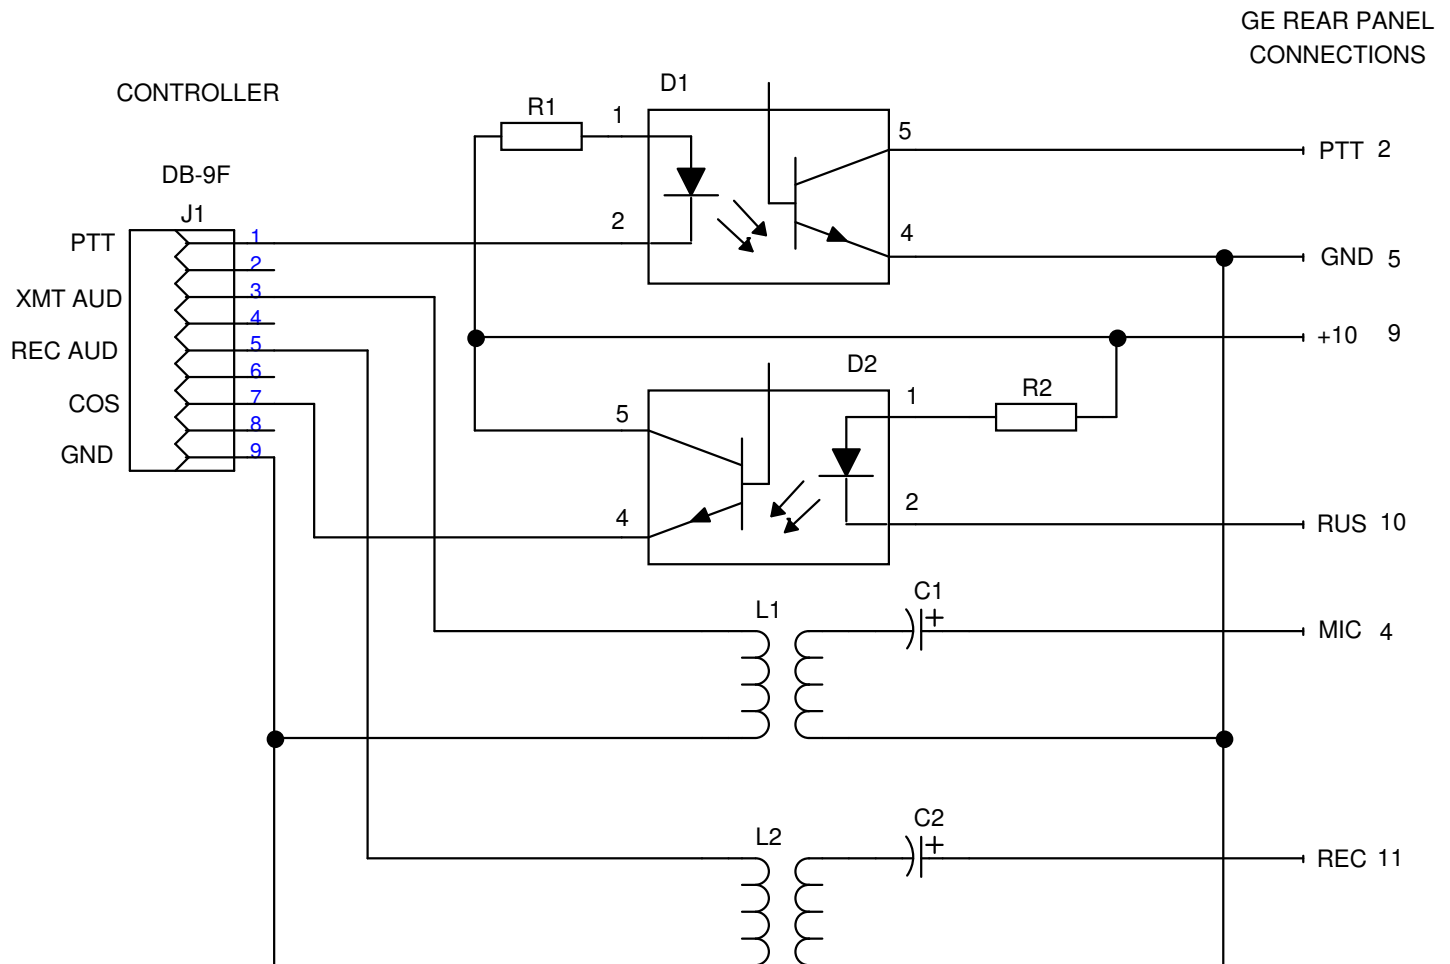 GE REAR PANEL
CONNECTIONS
CONTROLLER
DB-9F
J1
PTT
1
2
XMT AUD
3
4
REC AUD
5
6
COS
7
8
GND
9
R1
1
D1
5
2
4
PTT 2
GND 5
+10 9
D2
5
1
R2
4
2
RUS 10
L1
C1
+
MIC 4
L2
C2
+
REC 11